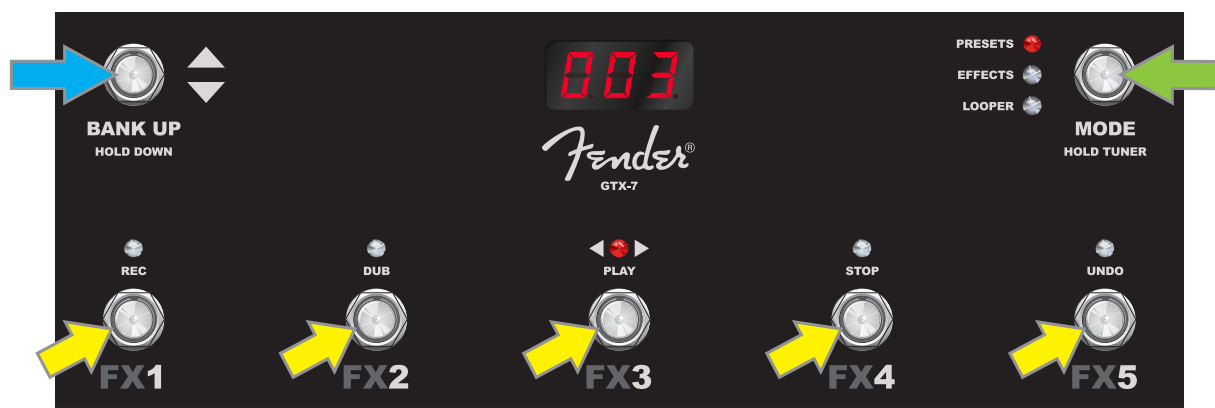 PRESETS
003
EFFECTS
LOOPER
BANK UP
HOLD DOWN
MODE
HOLD TUNER
Fender®
GTX-7
REC
DUB
PLAY
STOP
UNDO
FX1
FX2
FX3
FX4
FX5